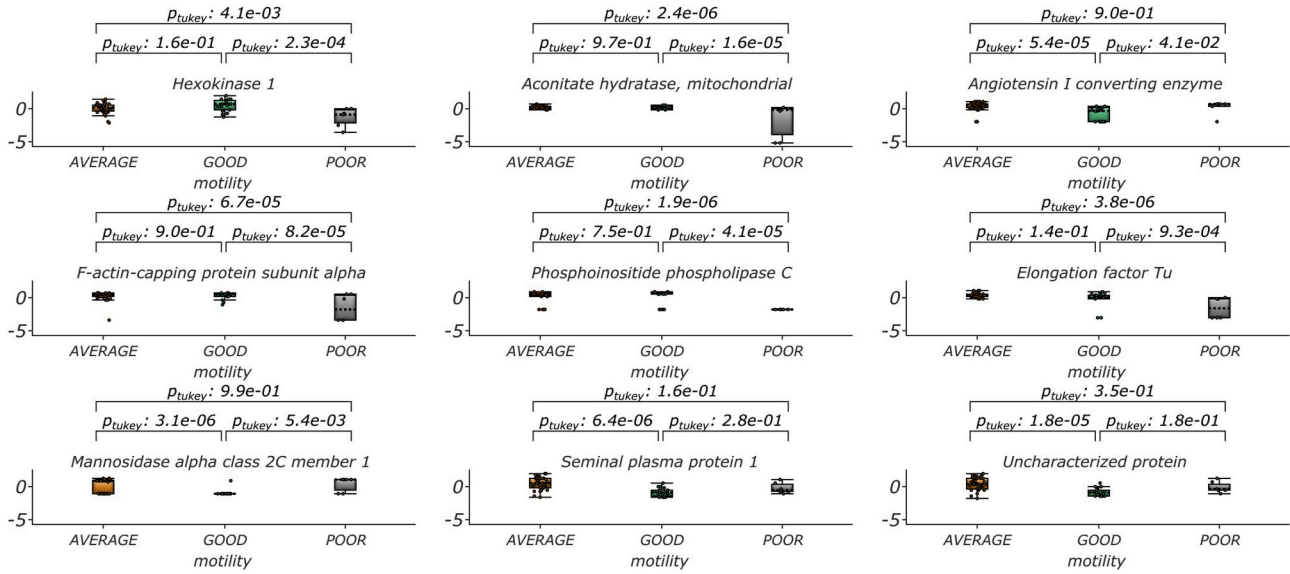 p_tukey: 4.1e-03
p_tukey: 1.6e-01 p_tukey: 2.3e-04
Hexokinase 1
0
-5
AVERAGE GOOD POOR
motility
p_tukey: 2.4e-06
p_tukey: 9.7e-01 p_tukey: 1.6e-05
Aconitate hydratase, mitochondrial
0
-5
AVERAGE GOOD POOR
motility
p_tukey: 9.0e-01
p_tukey: 5.4e-05 p_tukey: 4.1e-02
Angiotensin I converting enzyme
0
-5
AVERAGE GOOD POOR
motility
p_tukey: 6.7e-05
p_tukey: 9.0e-01 p_tukey: 8.2e-05
F-actin-capping protein subunit alpha
0
-5
AVERAGE GOOD POOR
motility
p_tukey: 1.9e-06
p_tukey: 7.5e-01 p_tukey: 4.1e-05
Phosphoinositide phospholipase C
0
-5
AVERAGE GOOD POOR
motility
p_tukey: 3.8e-06
p_tukey: 1.4e-01 p_tukey: 9.3e-04
Elongation factor Tu
0
-5
AVERAGE GOOD POOR
motility
p_tukey: 9.9e-01
p_tukey: 3.1e-06 p_tukey: 5.4e-03
Mannosidase alpha class 2C member 1
0
-5
AVERAGE GOOD POOR
motility
p_tukey: 1.6e-01
p_tukey: 6.4e-06 p_tukey: 2.8e-01
Seminal plasma protein 1
0
-5
AVERAGE GOOD POOR
motility
p_tukey: 3.5e-01
p_tukey: 1.8e-05 p_tukey: 1.8e-01
Uncharacterized protein
0
-5
AVERAGE GOOD POOR
motility